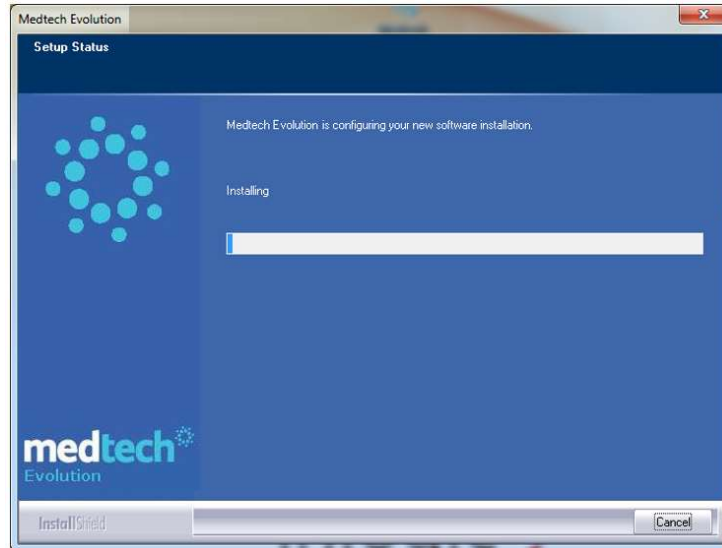 Medtech Evolution
Setup Status
Medtech Evolution is configuring your new software installation.
Installing
medtech
Evolution
InstallShield
Cancel